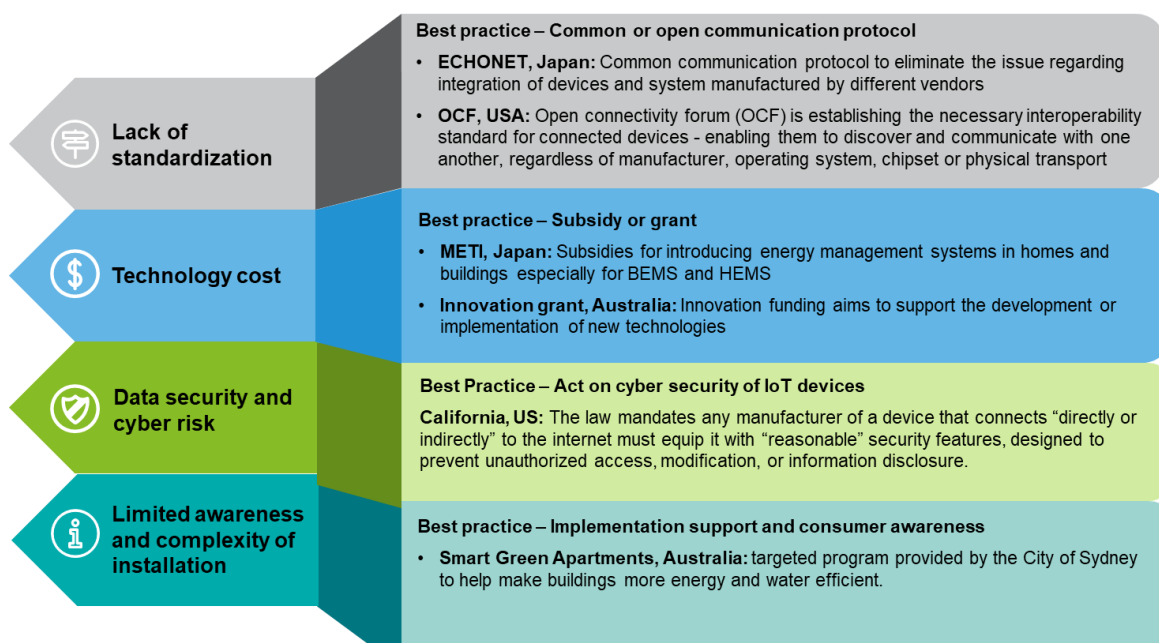 Lack of
standardization
Best practice – Common or open communication protocol
• ECHONET, Japan: Common communication protocol to eliminate the issue regarding
integration of devices and system manufactured by different vendors
• OCF, USA: Open connectivity forum (OCF) is establishing the necessary interoperability
standard for connected devices - enabling them to discover and communicate with one
another, regardless of manufacturer, operating system, chipset or physical transport
$
Technology cost
Best practice – Subsidy or grant
• METI, Japan: Subsidies for introducing energy management systems in homes and
buildings especially for BEMS and HEMS
• Innovation grant, Australia: Innovation funding aims to support the development or
implementation of new technologies
Data security and
cyber risk
Best Practice – Act on cyber security of IoT devices
California, US: The law mandates any manufacturer of a device that connects “directly or
indirectly” to the internet must equip it with “reasonable” security features, designed to
prevent unauthorized access, modification, or information disclosure.
i
Limited awareness
and complexity of
installation
Best practice – Implementation support and consumer awareness
• Smart Green Apartments, Australia: targeted program provided by the City of Sydney
to help make buildings more energy and water efficient.